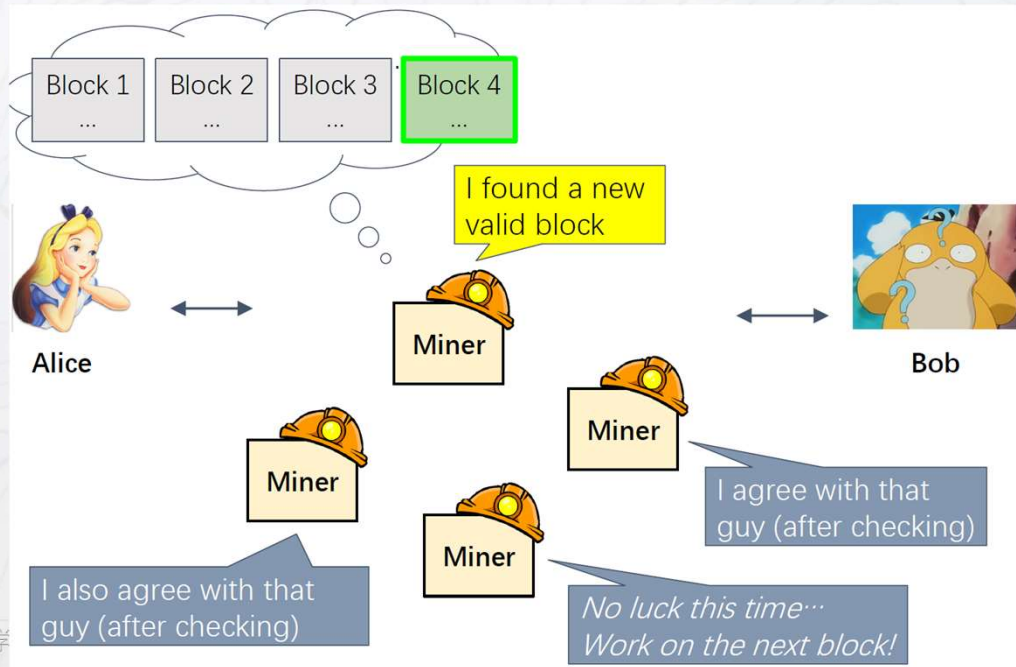 Block 1
...
Block 2
...
Block 3
...
Block 4
...
I found a new
valid block
Alice
Miner
Bob
Miner
Miner
I agree with that
guy (after checking)
Miner
I also agree with that
guy (after checking)
No luck this time…
Work on the next block!